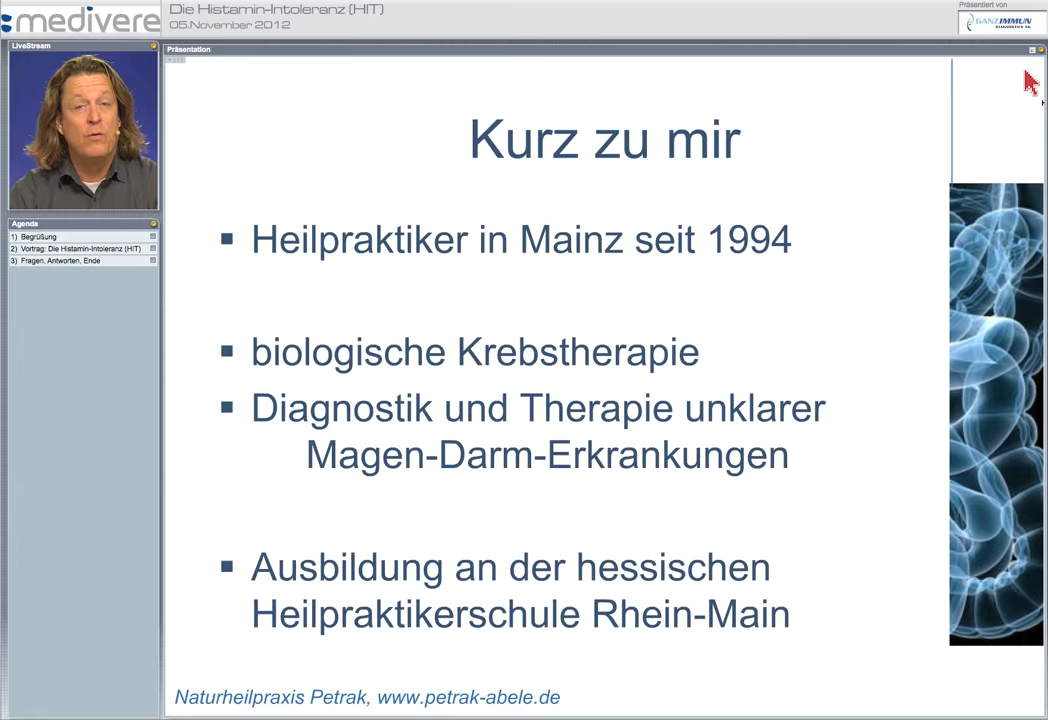 medivere
Die Histamin-Intoleranz (HIT)
05.November 2012
Präsentiert von
GANZIMMUN
DIAGNOSTICS AG
LiveStream
Präsentation
Agenda
1) Begrüßung
2) Vortrag: Die Histamin-Intoleranz (HIT)
3) Fragen, Antworten, Ende
Kurz zu mir
▪ Heilpraktiker in Mainz seit 1994
▪ biologische Krebstherapie
▪ Diagnostik und Therapie unklarer
Magen-Darm-Erkrankungen
▪ Ausbildung an der hessischen
Heilpraktikerschule Rhein-Main
Naturheilpraxis Petrak, www.petrak-abele.de